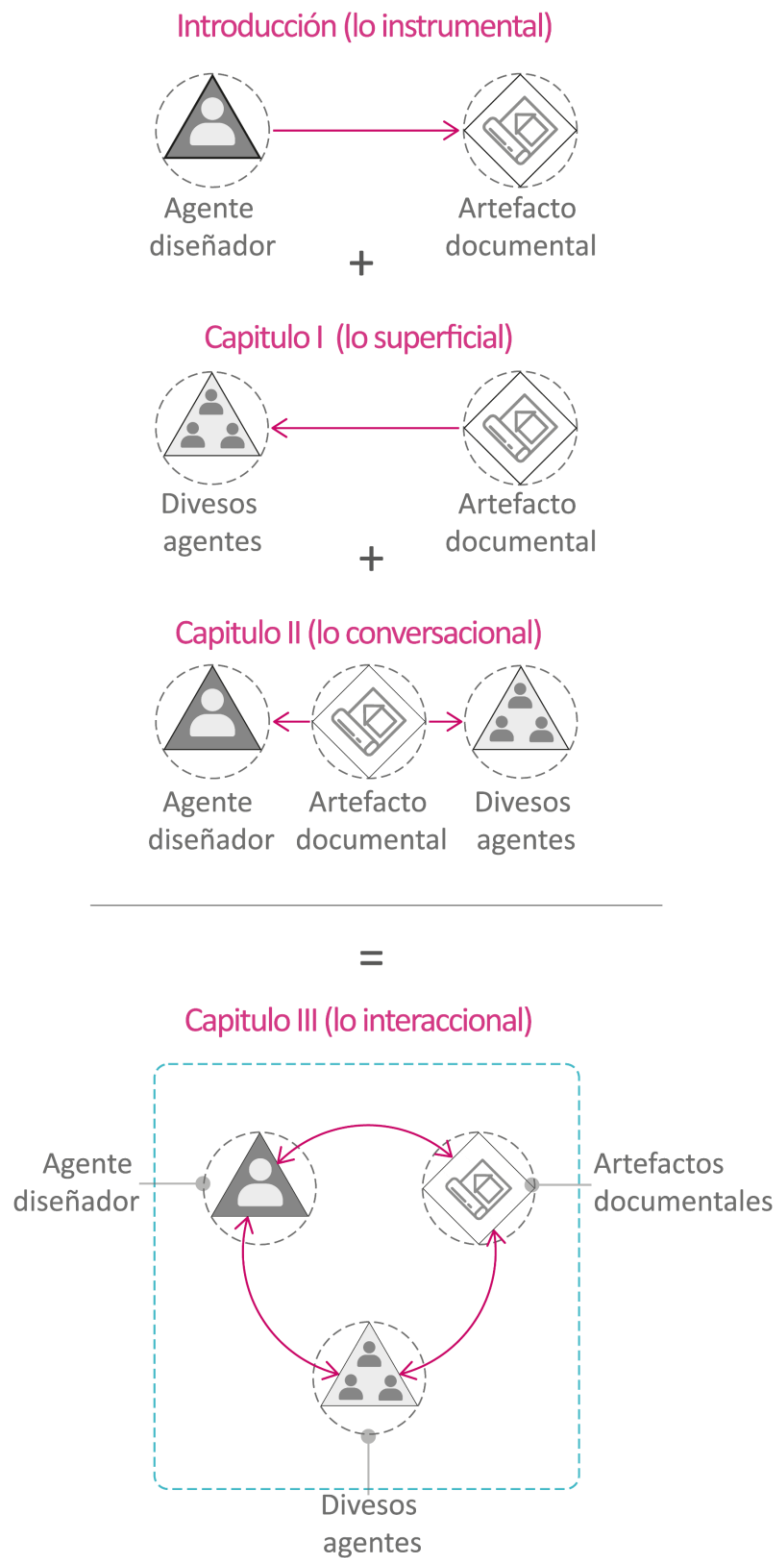 Introducción (lo instrumental)
Agente
diseñador
Artefacto
documental
+
Capitulo I (lo superficial)
Divesos
agentes
Artefacto
documental
+
Capitulo II (lo conversacional)
Agente
diseñador
Artefacto
documental
Divesos
agentes
=
Capitulo III (lo interaccional)
Agente
diseñador
Artefactos
documentales
Divesos
agentes